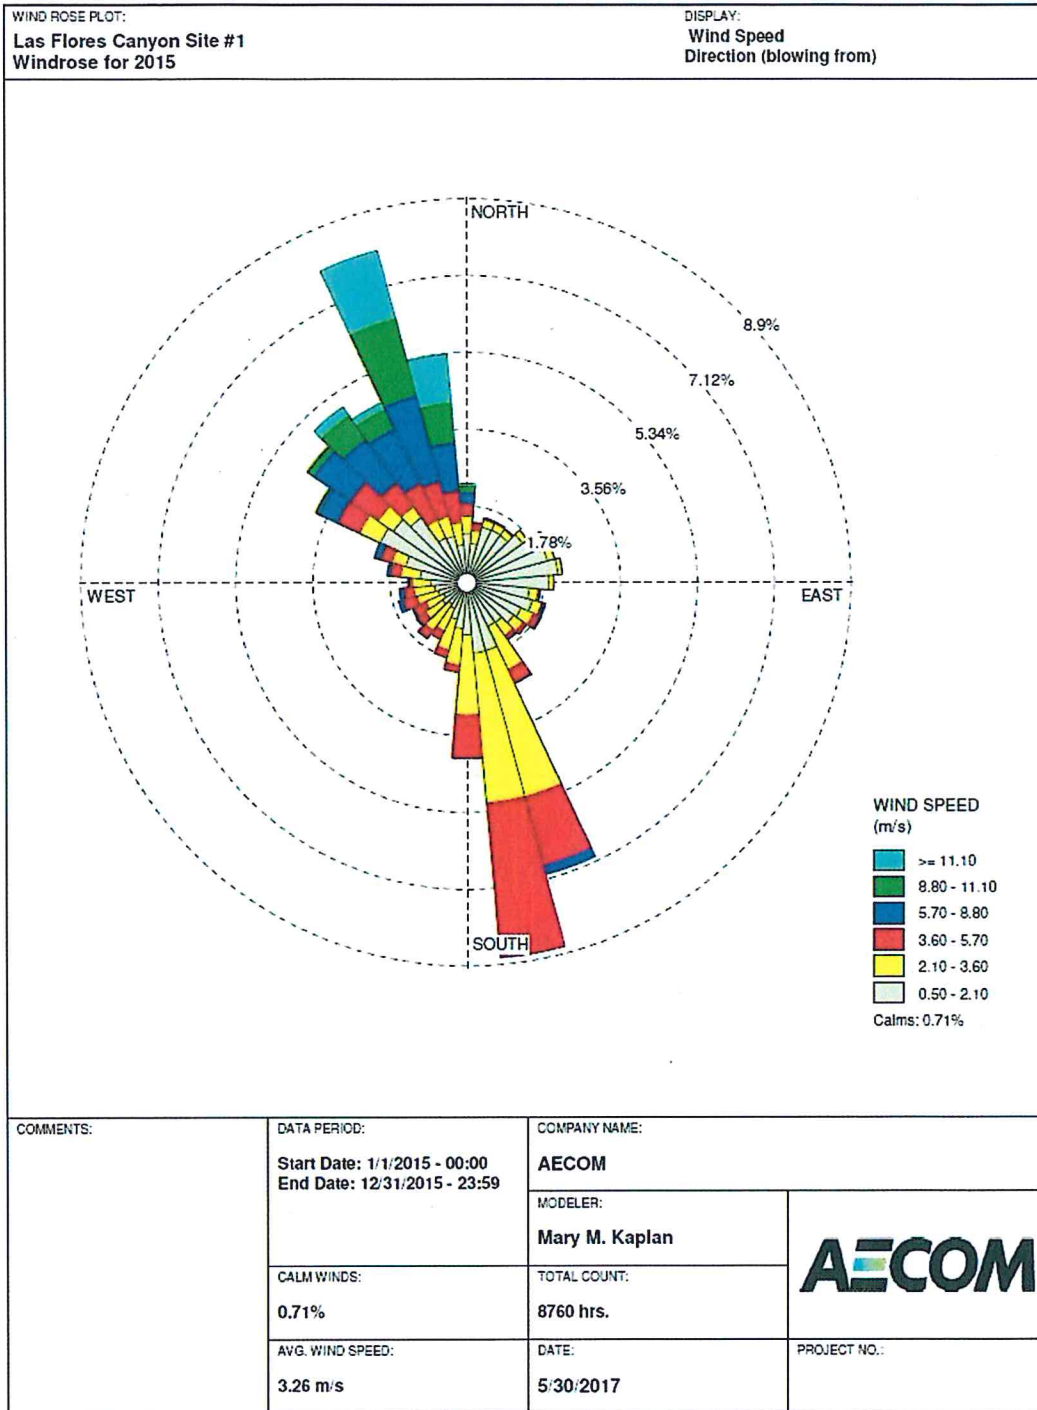 WIND ROSE PLOT:
Las Flores Canyon Site #1
Windrose for 2015
DISPLAY:
Wind Speed
Direction (blowing from)
NORTH
8.9%
7.12%
5.34%
3.56%
1.78%
WEST
EAST
SOUTH
WIND SPEED
(m/s)
>= 11.10
8.80 - 11.10
5.70 - 8.80
3.60 - 5.70
2.10 - 3.60
0.50 - 2.10
Calms: 0.71%
COMMENTS:
DATA PERIOD:
Start Date: 1/1/2015 - 00:00
End Date: 12/31/2015 - 23:59
COMPANY NAME:
AECOM
MODELER:
Mary M. Kaplan
CALM WINDS:
0.71%
TOTAL COUNT:
8760 hrs.
AECOM
AVG. WIND SPEED:
3.26 m/s
DATE:
5/30/2017
PROJECT NO.: